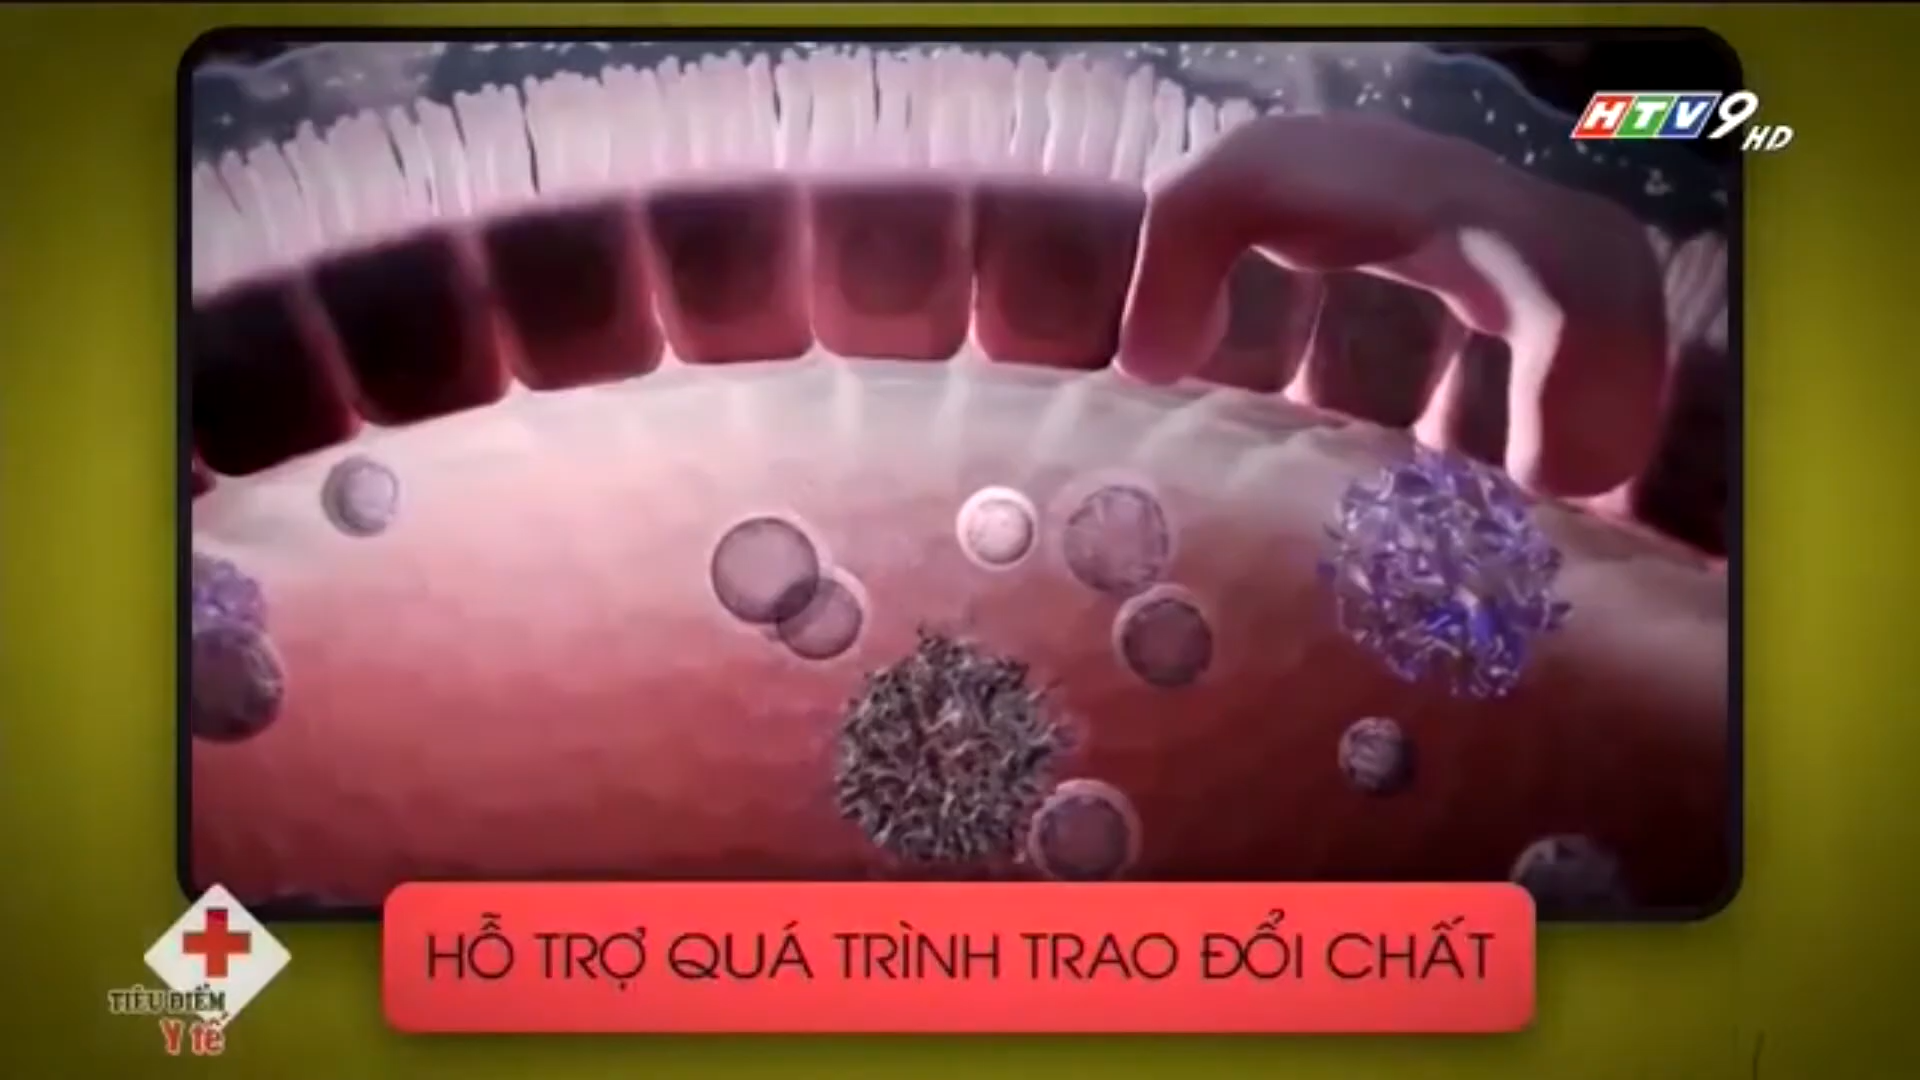 HTV9 HD
HỖ TRỢ QUÁ TRÌNH TRAO ĐỔI CHẤT
TIÊU ĐIỂM
Y tế